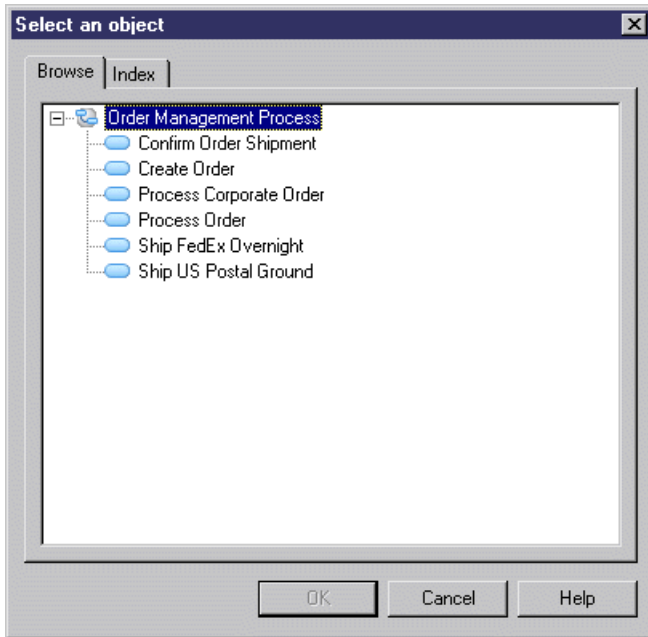 Select an object
Browse
Index
Order Management Process
Confirm Order Shipment
Create Order
Process Corporate Order
Process Order
Ship FedEx Overnight
Ship US Postal Ground
OK
Cancel
Help